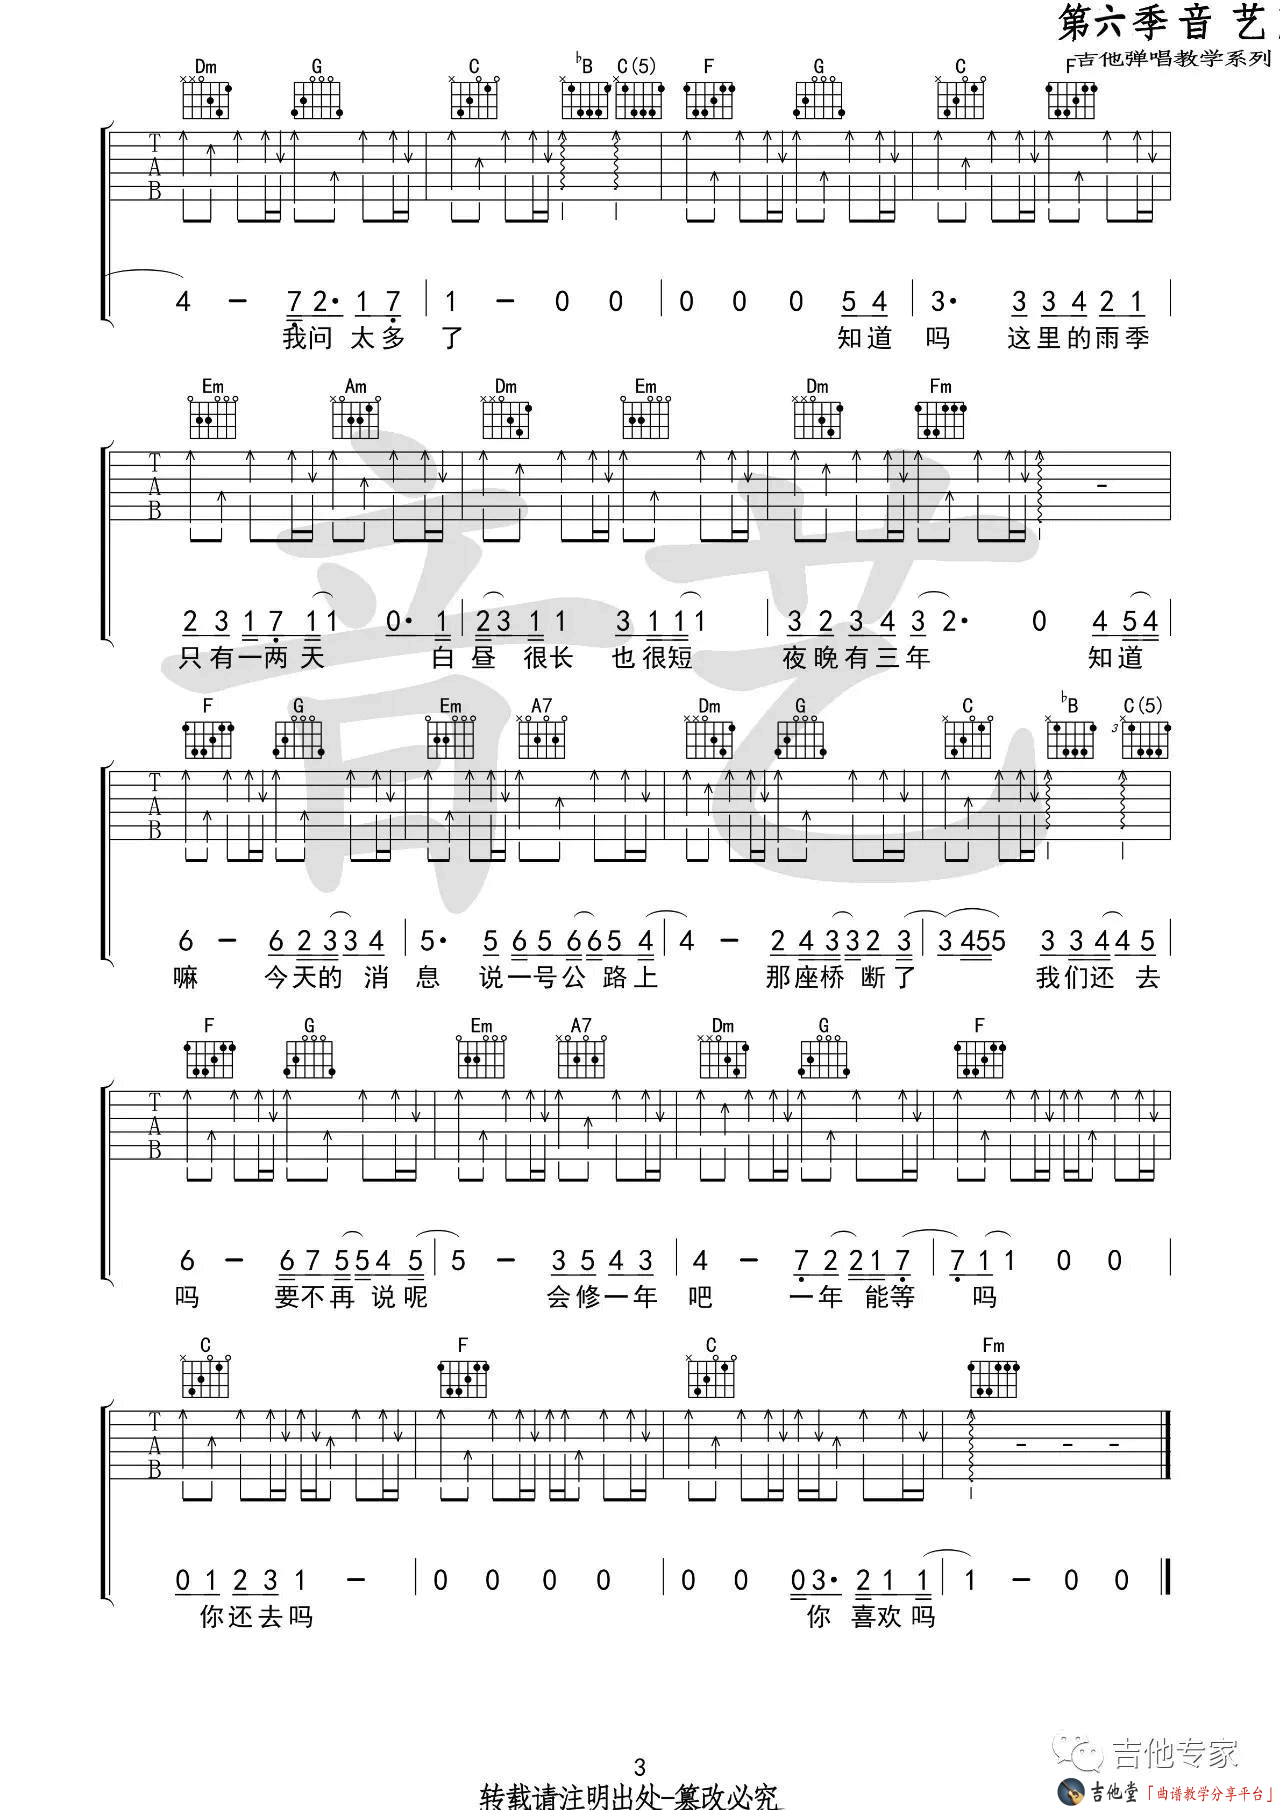 第六季音 艺
吉他弹唱教学系列
Dm G C ♭B C(5) F G C F
T
A
B
4 - 7 2· 1 7 1 - 0 0 0 0 0 5 4 3· 3 3 4 2 1
我问 太多 了 知道 吗 这里的雨季
Em Am Dm Em Dm Fm
T
A
B
2 3 1 7 1 1 0· 1 2 3 1 1 3 1 1 1 3 2 3 4 3 2· 0 4 5 4
只有一两 天 白 昼 很长 也很短 夜晚有三年 知道
F G Em A7 Dm G C ♭B C(5)
3
T
A
B
6 - 6 2 3 3 4 5· 5 6 5 6 6 5 4 4 - 2 4 3 3 2 3 3 4 5 5 3 3 4 4 5
嘛 今天的 消 息 说一号公 路上 那座桥 断了 我们还 去
F G Em A7 Dm G F
T
A
B
6 - 6 7 5 5 4 5 5 - 3 5 4 3 4 - 7 2 2 1 7 7 1 1 0 0
吗 要不再 说呢 会修一年 吧 一年 能等 吗
C F C Fm
T
A
B
0 1 2 3 1 - 0 0 0 0 0 0 0 3· 2 1 1 1 - 0 0
你还去吗 你 喜欢吗
3
转载请注明出处-篡改必究
吉他专家
吉他堂「曲谱教学分享平台」
音艺